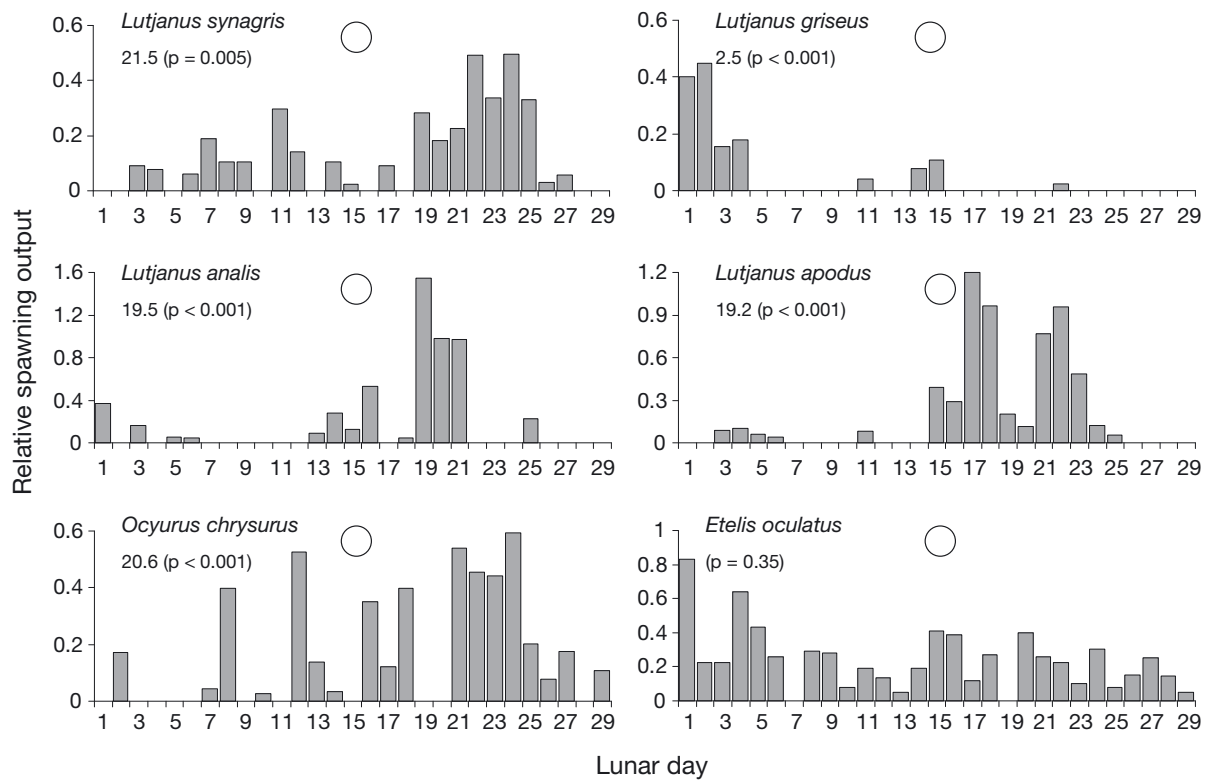 Relative spawning output
Lutjanus synagris
21.5 (p = 0.005)
0.6
0.4
0.2
0
1 3 5 7 9 11 13 15 17 19 21 23 25 27 29
Lutjanus griseus
2.5 (p < 0.001)
0.6
0.4
0.2
0
1 3 5 7 9 11 13 15 17 19 21 23 25 27 29
Lutjanus analis
19.5 (p < 0.001)
1.6
1.2
0.8
0.4
0
1 3 5 7 9 11 13 15 17 19 21 23 25 27 29
Lutjanus apodus
19.2 (p < 0.001)
1.2
0.9
0.6
0.3
0
1 3 5 7 9 11 13 15 17 19 21 23 25 27 29
Ocyurus chrysurus
20.6 (p < 0.001)
0.6
0.4
0.2
0
1 3 5 7 9 11 13 15 17 19 21 23 25 27 29
Etelis oculatus
(p = 0.35)
1
0.8
0.6
0.4
0.2
0
1 3 5 7 9 11 13 15 17 19 21 23 25 27 29
Lunar day